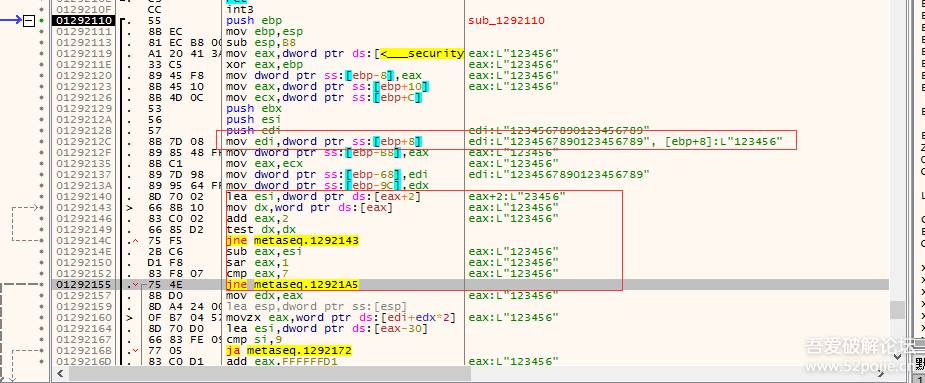 0129210F CC int3
01292110 55 push ebp sub_1292110
01292111 8B EC mov ebp,esp
01292113 81 EC B8 00 sub esp,B8
01292119 A1 20 41 3A mov eax,dword ptr ds:[<___security eax:L"123456"
0129211E 33 C5 xor eax,ebp eax:L"123456"
01292120 89 45 F8 mov dword ptr ss:[ebp-8],eax eax:L"123456"
01292123 8B 45 10 mov eax,dword ptr ss:[ebp+10] eax:L"123456"
01292126 8B 4D 0C mov ecx,dword ptr ss:[ebp+C]
01292129 53 push ebx
0129212A 56 push esi
0129212B 57 push edi edi:L"1234567890123456789"
0129212C 8B 7D 08 mov edi,dword ptr ss:[ebp+8] edi:L"1234567890123456789", [ebp+8]:L"123456"
0129212F 89 85 48 FF mov dword ptr ss:[ebp-B8],eax eax:L"123456"
01292135 8B C1 mov eax,ecx eax:L"123456"
01292137 89 7D 98 mov dword ptr ss:[ebp-68],edi edi:L"1234567890123456789"
0129213A 89 95 64 FF mov dword ptr ss:[ebp-9C],edx
01292140 8D 70 02 lea esi,dword ptr ds:[eax+2] eax+2:L"23456"
01292143 > 66 8B 10 mov dx,word ptr ds:[eax] eax:L"123456"
01292146 83 C0 02 add eax,2 eax:L"123456"
01292149 66 85 D2 test dx,dx eax:L"123456"
0129214C 75 F5 jne metaseq.1292143
0129214E 2B C6 sub eax,esi eax:L"123456"
01292150 D1 F8 sar eax,1 eax:L"123456"
01292152 83 F8 07 cmp eax,7 eax:L"123456"
01292155 75 4E jne metaseq.12921A5
01292157 8B D0 mov edx,eax eax:L"123456"
01292159 8D A4 24 00 lea esp,dword ptr ss:[esp]
01292160 > 0F B7 04 57 movzx eax,word ptr ds:[edi+edx*2] eax:L"123456"
01292164 8D 70 D0 lea esi,dword ptr ds:[eax-30]
01292167 66 83 FE 09 cmp si,9
0129216B 77 05 ja metaseq.1292172
0129216D 83 C0 D1 add eax,FFFFFFD1 eax:L"123456"
吾爱破解论坛
www.52pojie.cn